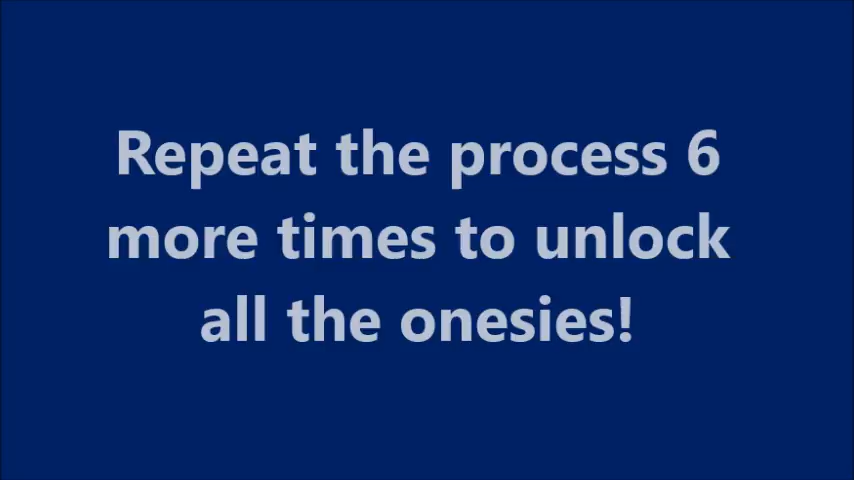 Repeat the process 6
more times to unlock
all the onesies!